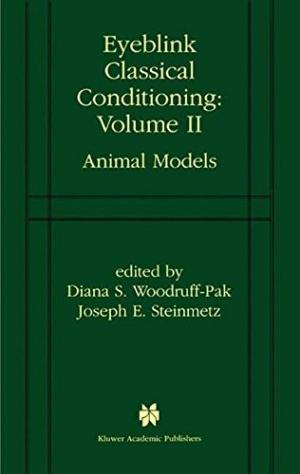 Eyeblink
Classical
Conditioning:
Volume II
Animal Models
edited by
Diana S. Woodruff-Pak
Joseph E. Steinmetz
Kluwer Academic Publishers